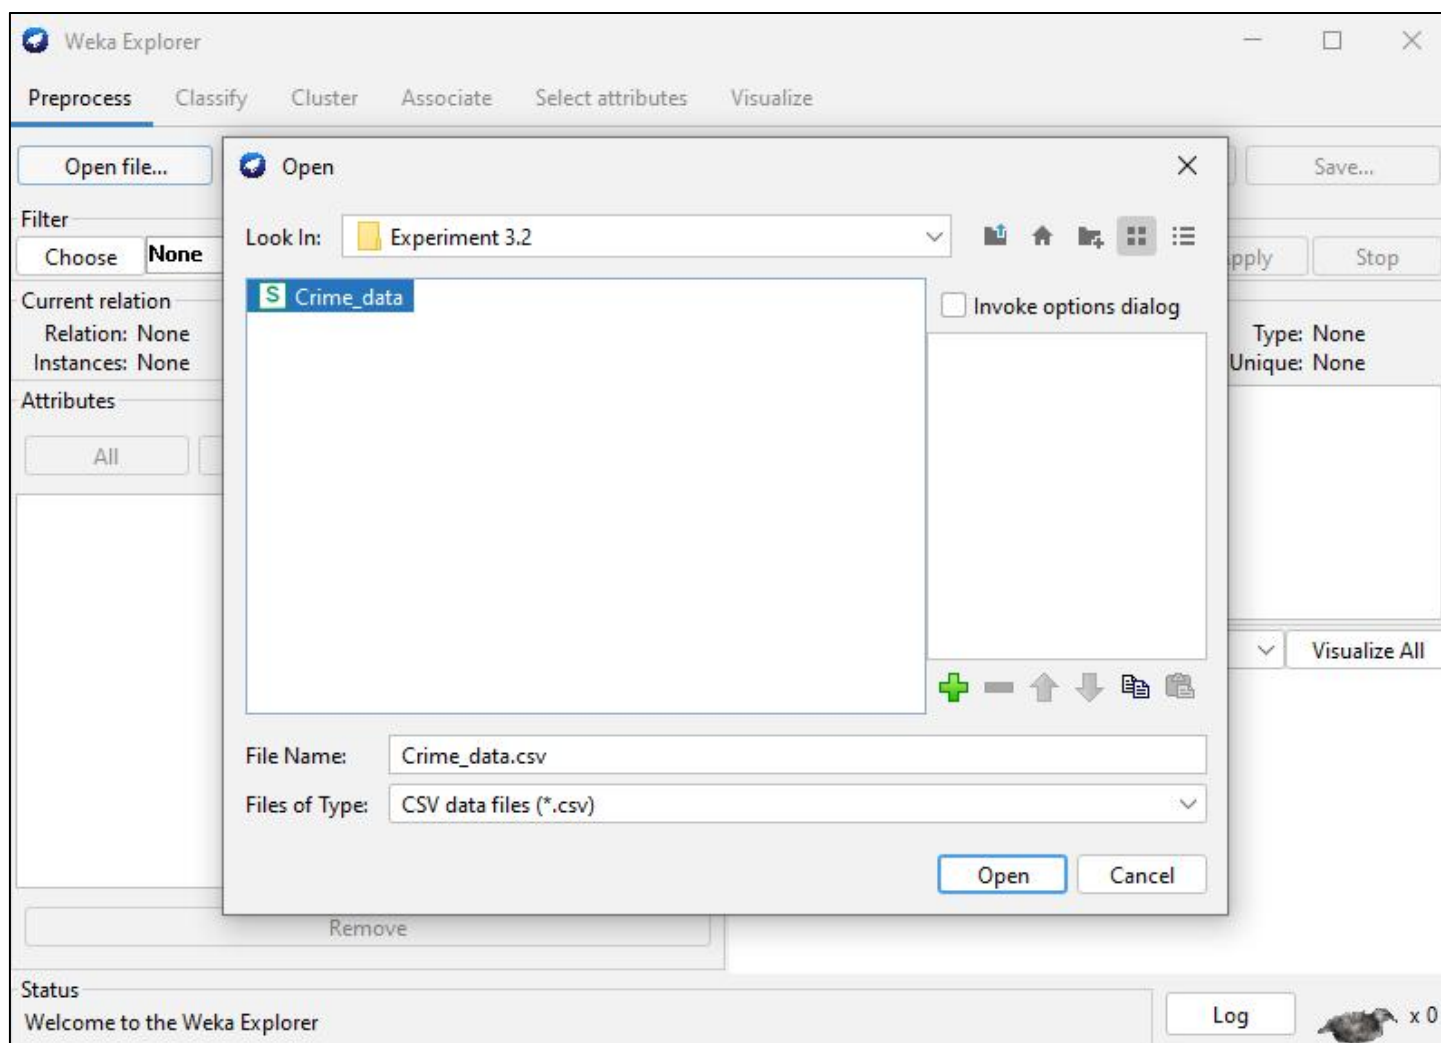 Weka Explorer
Preprocess Classify Cluster Associate Select attributes Visualize
Open file...
Open
Save...
Filter
Look In: Experiment 3.2
Choose None
Stop
S Crime_data
Current relation
Invoke options dialog
Relation: None
Type: None
Instances: None
Unique: None
Attributes
All
Visualize All
File Name: Crime_data.csv
Files of Type: CSV data files (*.csv)
Open Cancel
Remove
Status
Welcome to the Weka Explorer
Log
x 0